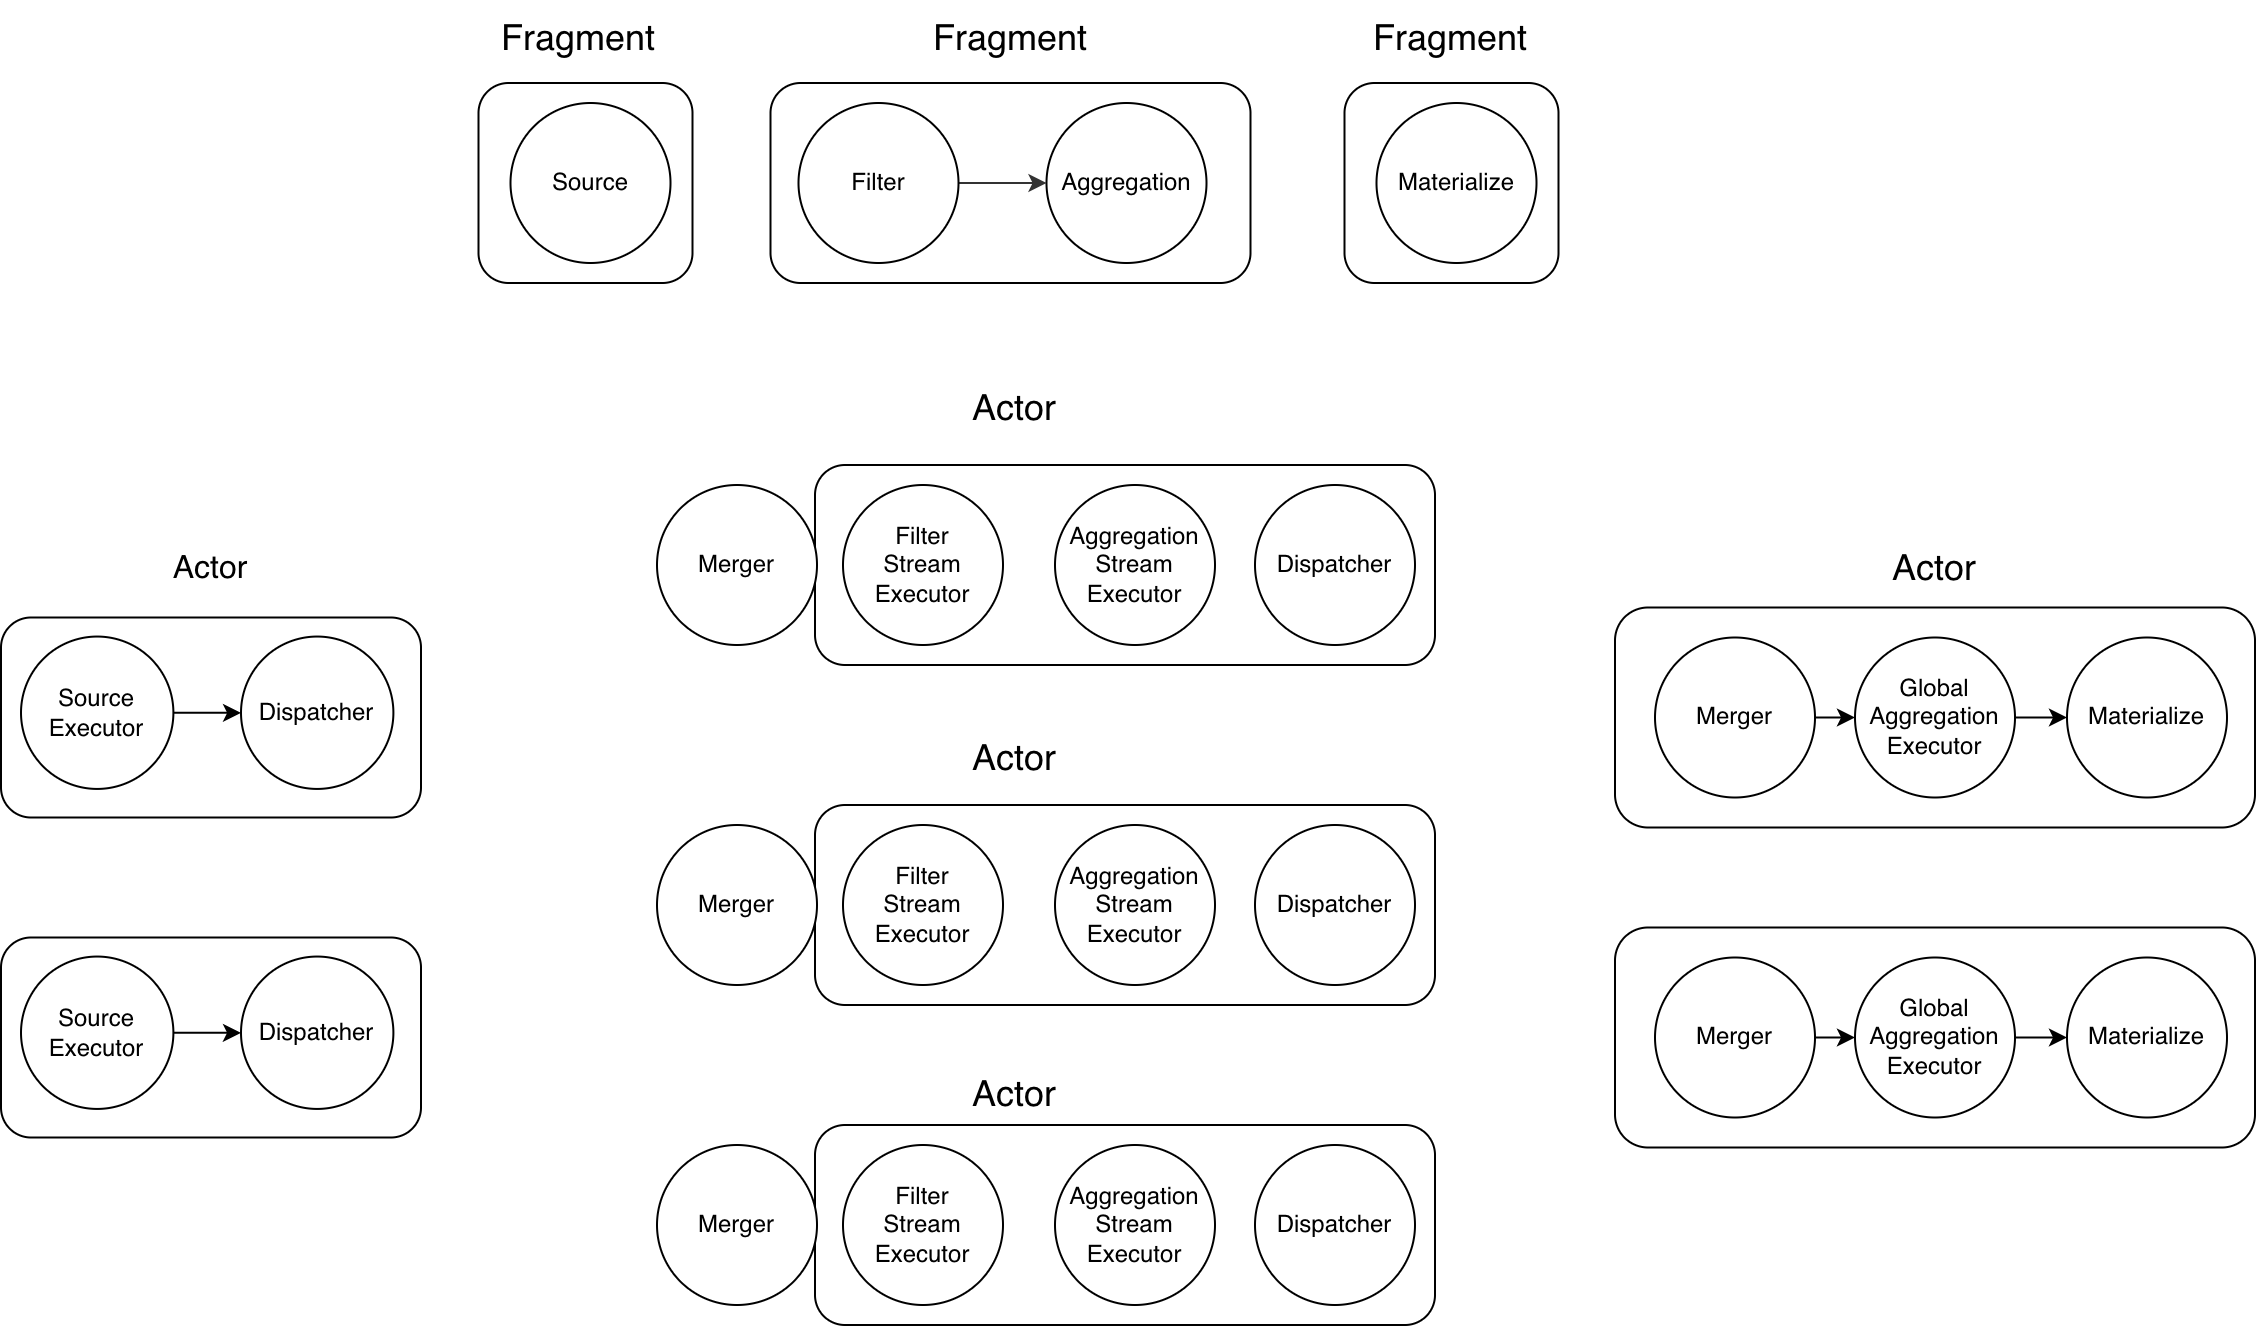 Fragment
Fragment
Fragment
Source
Filter
Aggregation
Materialize
Actor
Merger
Filter
Stream
Executor
Aggregation
Stream
Executor
Dispatcher
Actor
Source
Executor
Dispatcher
Actor
Merger
Global
Aggregation
Executor
Materialize
Actor
Merger
Filter
Stream
Executor
Aggregation
Stream
Executor
Dispatcher
Source
Executor
Dispatcher
Merger
Global
Aggregation
Executor
Materialize
Actor
Merger
Filter
Stream
Executor
Aggregation
Stream
Executor
Dispatcher